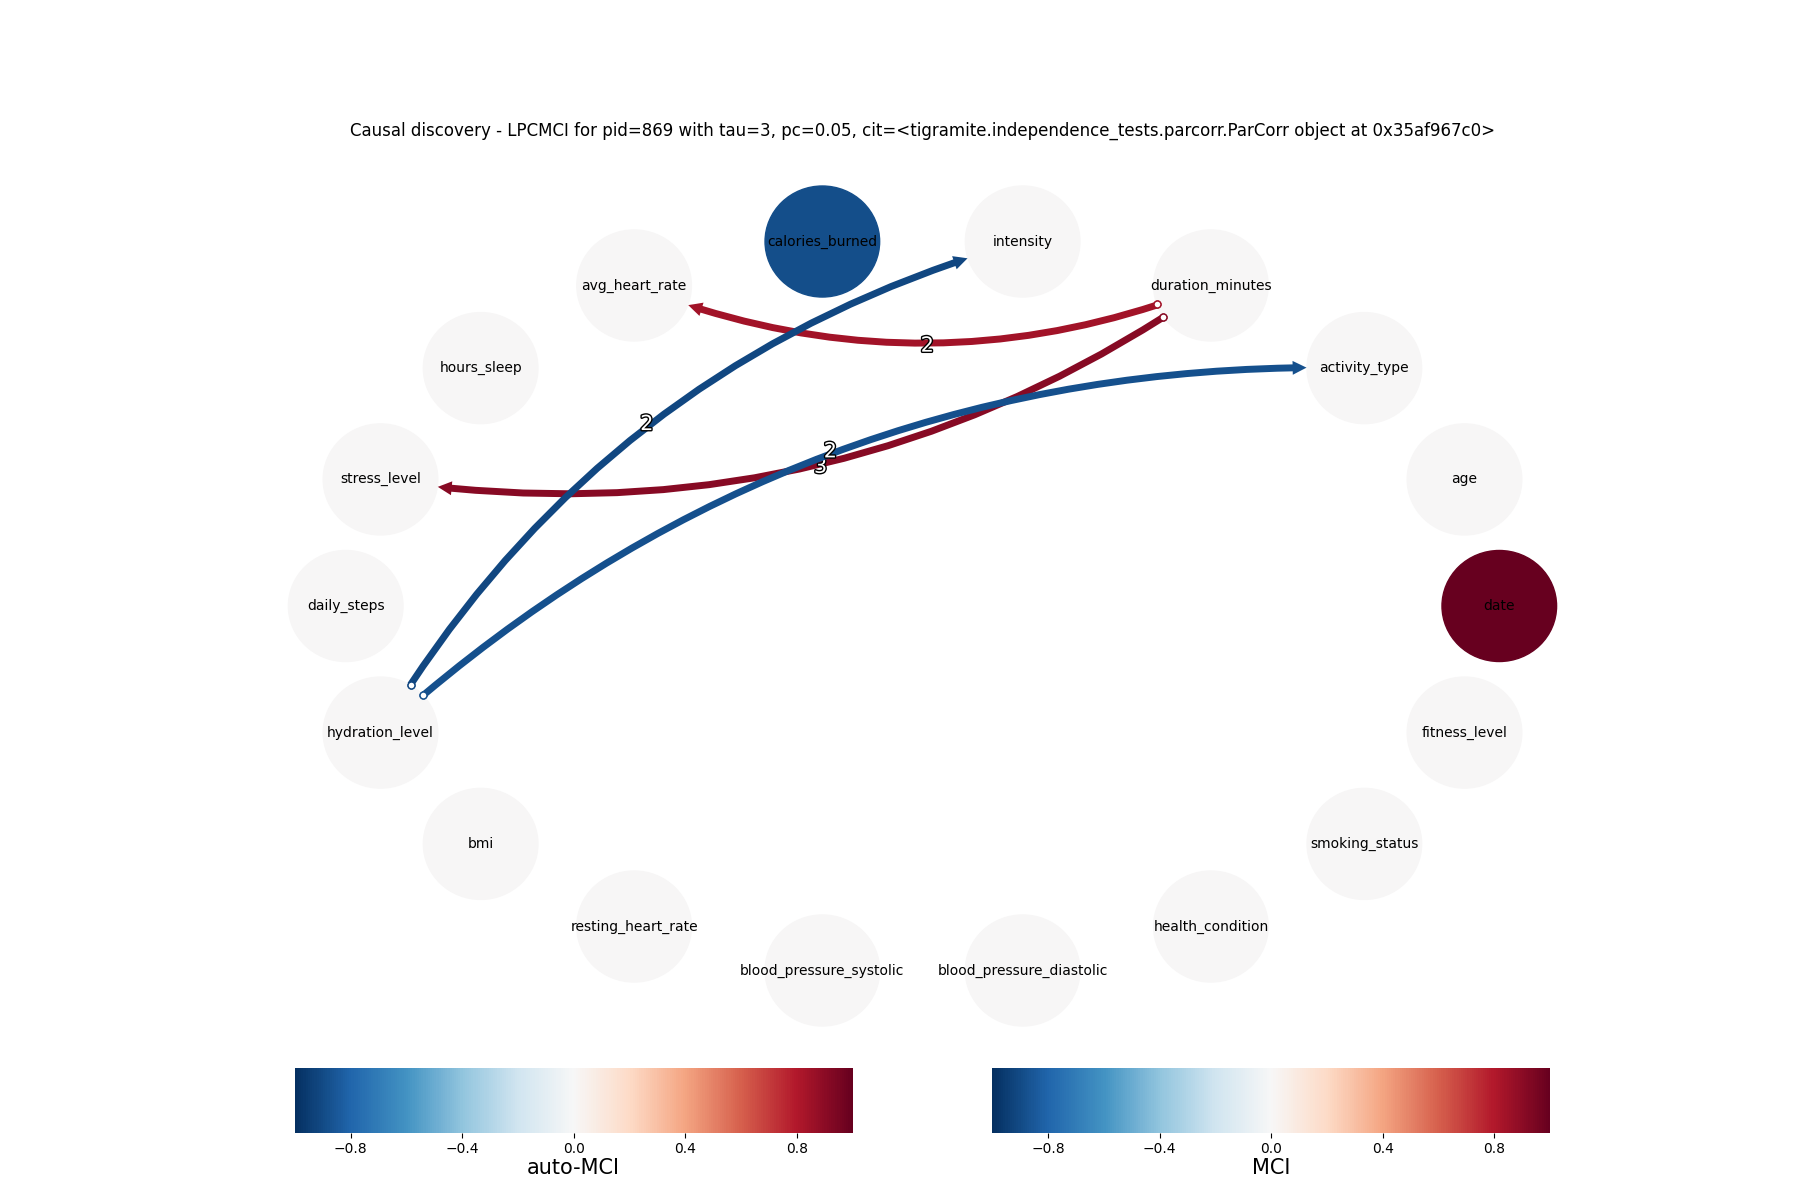 Causal discovery - LPCMCI for pid=869 with tau=3, pc=0.05, cit=<tigramite.independence_tests.parcorr.ParCorr object at 0x35af967c0>
calories_burned
intensity
avg_heart_rate
duration_minutes
2
hours_sleep
activity_type
2
2
3
stress_level
age
daily_steps
date
hydration_level
fitness_level
bmi
smoking_status
resting_heart_rate
health_condition
blood_pressure_systolic
blood_pressure_diastolic
−0.8 −0.4 0.0 0.4 0.8
auto-MCI
−0.8 −0.4 0.0 0.4 0.8
MCI